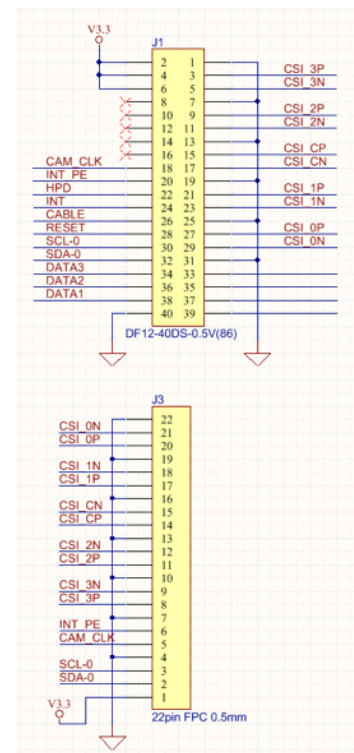 V3.3
J1
2 1
4 3 CSI_3P
6 5 CSI_3N
8 7
10 9 CSI_2P
12 11 CSI_2N
14 13
16 15 CSI_CP
CAM_CLK 18 17 CSI_CN
INT_PE 20 19
HPD 22 21 CSI_1P
INT 24 23 CSI_1N
CABLE 26 25
RESET 28 27 CSI_0P
SCL-0 30 29 CSI_0N
SDA-0 32 31
DATA3 34 33
DATA2 36 35
DATA1 38 37
40 39
DF12-40DS-0.5V(86)
J3
22
CSI_0N 21
CSI_0P 20
19
CSI_1N 18
CSI_1P 17
16
CSI_CN 15
CSI_CP 14
13
CSI_2N 12
CSI_2P 11
10
CSI_3N 9
CSI_3P 8
7
INT_PE 6
CAM_CLK 5
4
SCL-0 3
SDA-0 2
V3.3 1
22pin FPC 0.5mm